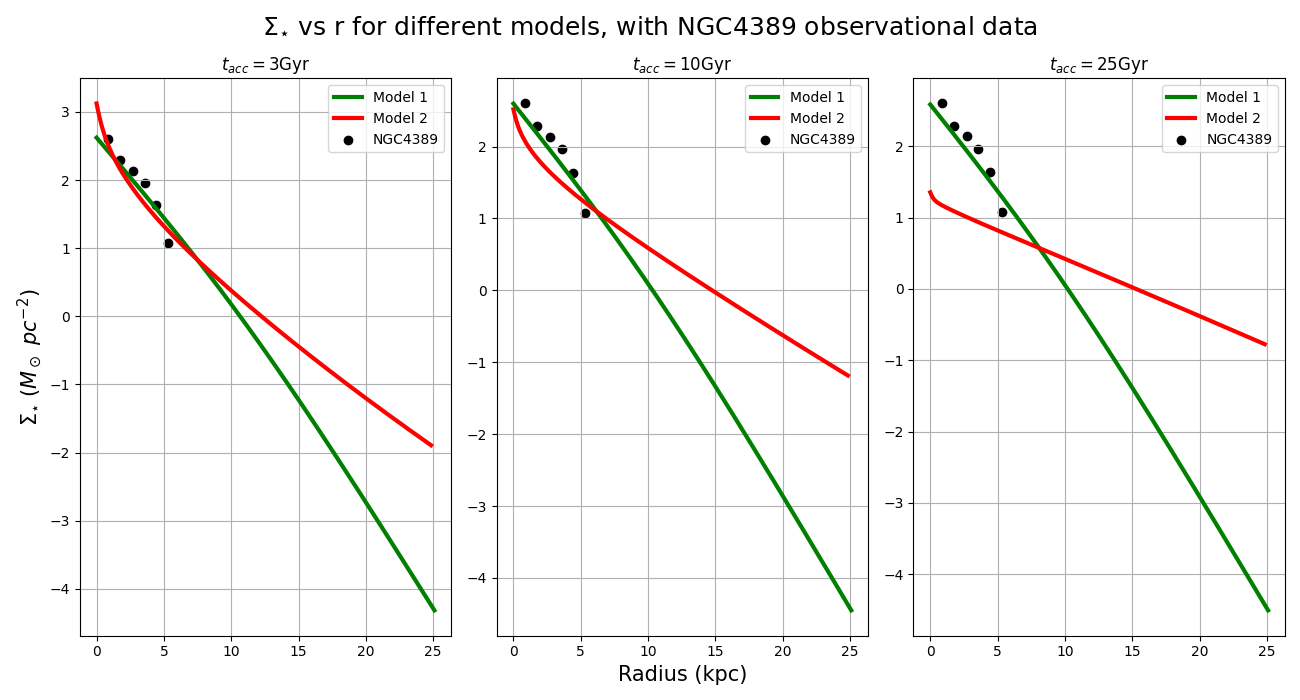 Σ⋆ vs r for different models, with NGC4389 observational data
t_acc = 3Gyr
Model 1
Model 2
NGC4389
3
2
1
0
−1
−2
−3
−4
0 5 10 15 20 25
Σ⋆ (M⊙ pc⁻²)
t_acc = 10Gyr
Model 1
Model 2
NGC4389
2
1
0
−1
−2
−3
−4
0 5 10 15 20 25
Radius (kpc)
t_acc = 25Gyr
Model 1
Model 2
NGC4389
2
1
0
−1
−2
−3
−4
0 5 10 15 20 25